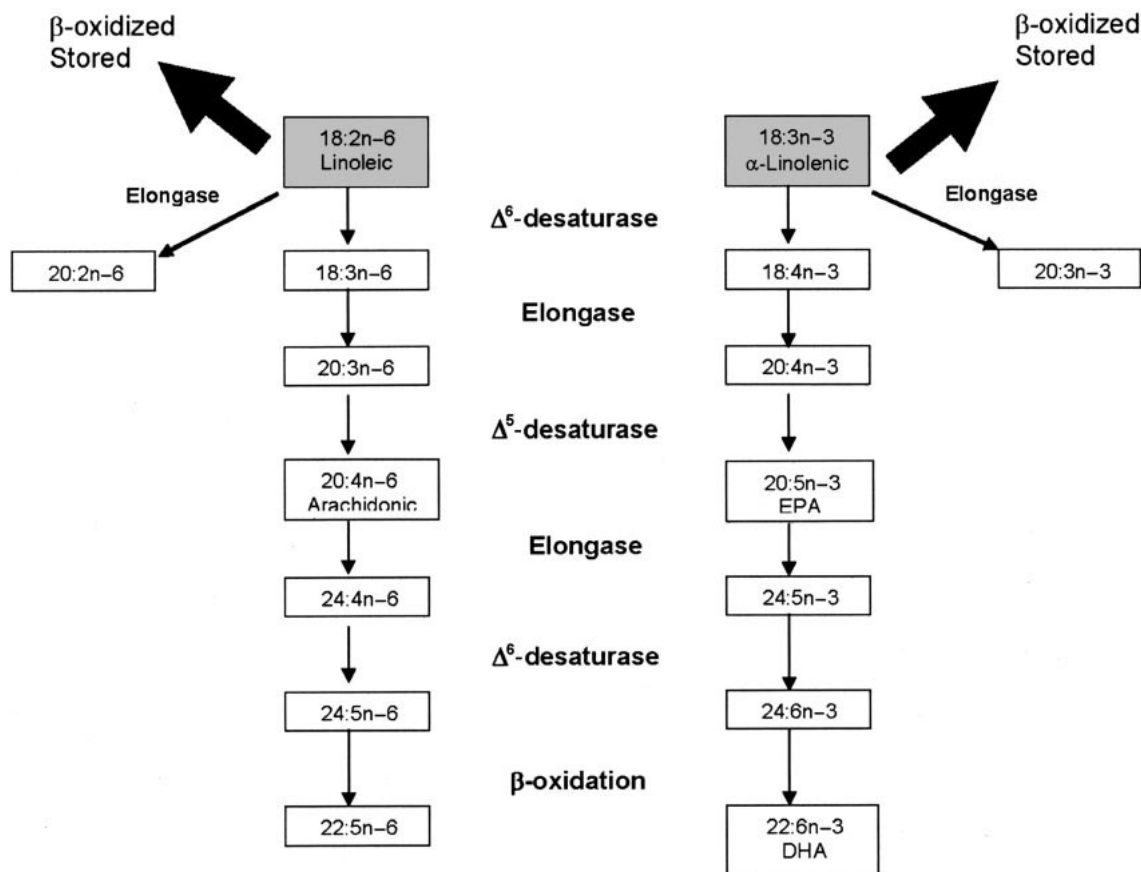 β-oxidized
Stored
β-oxidized
Stored
18:2n–6
Linoleic
18:3n–3
α-Linolenic
Elongase
Elongase
Δ⁶-desaturase
20:2n–6
18:3n–6
18:4n–3
20:3n–3
Elongase
20:3n–6
20:4n–3
Δ⁵-desaturase
20:4n–6
Arachidonic
20:5n–3
EPA
Elongase
24:4n–6
24:5n–3
Δ⁶-desaturase
24:5n–6
24:6n–3
β-oxidation
22:5n–6
22:6n–3
DHA